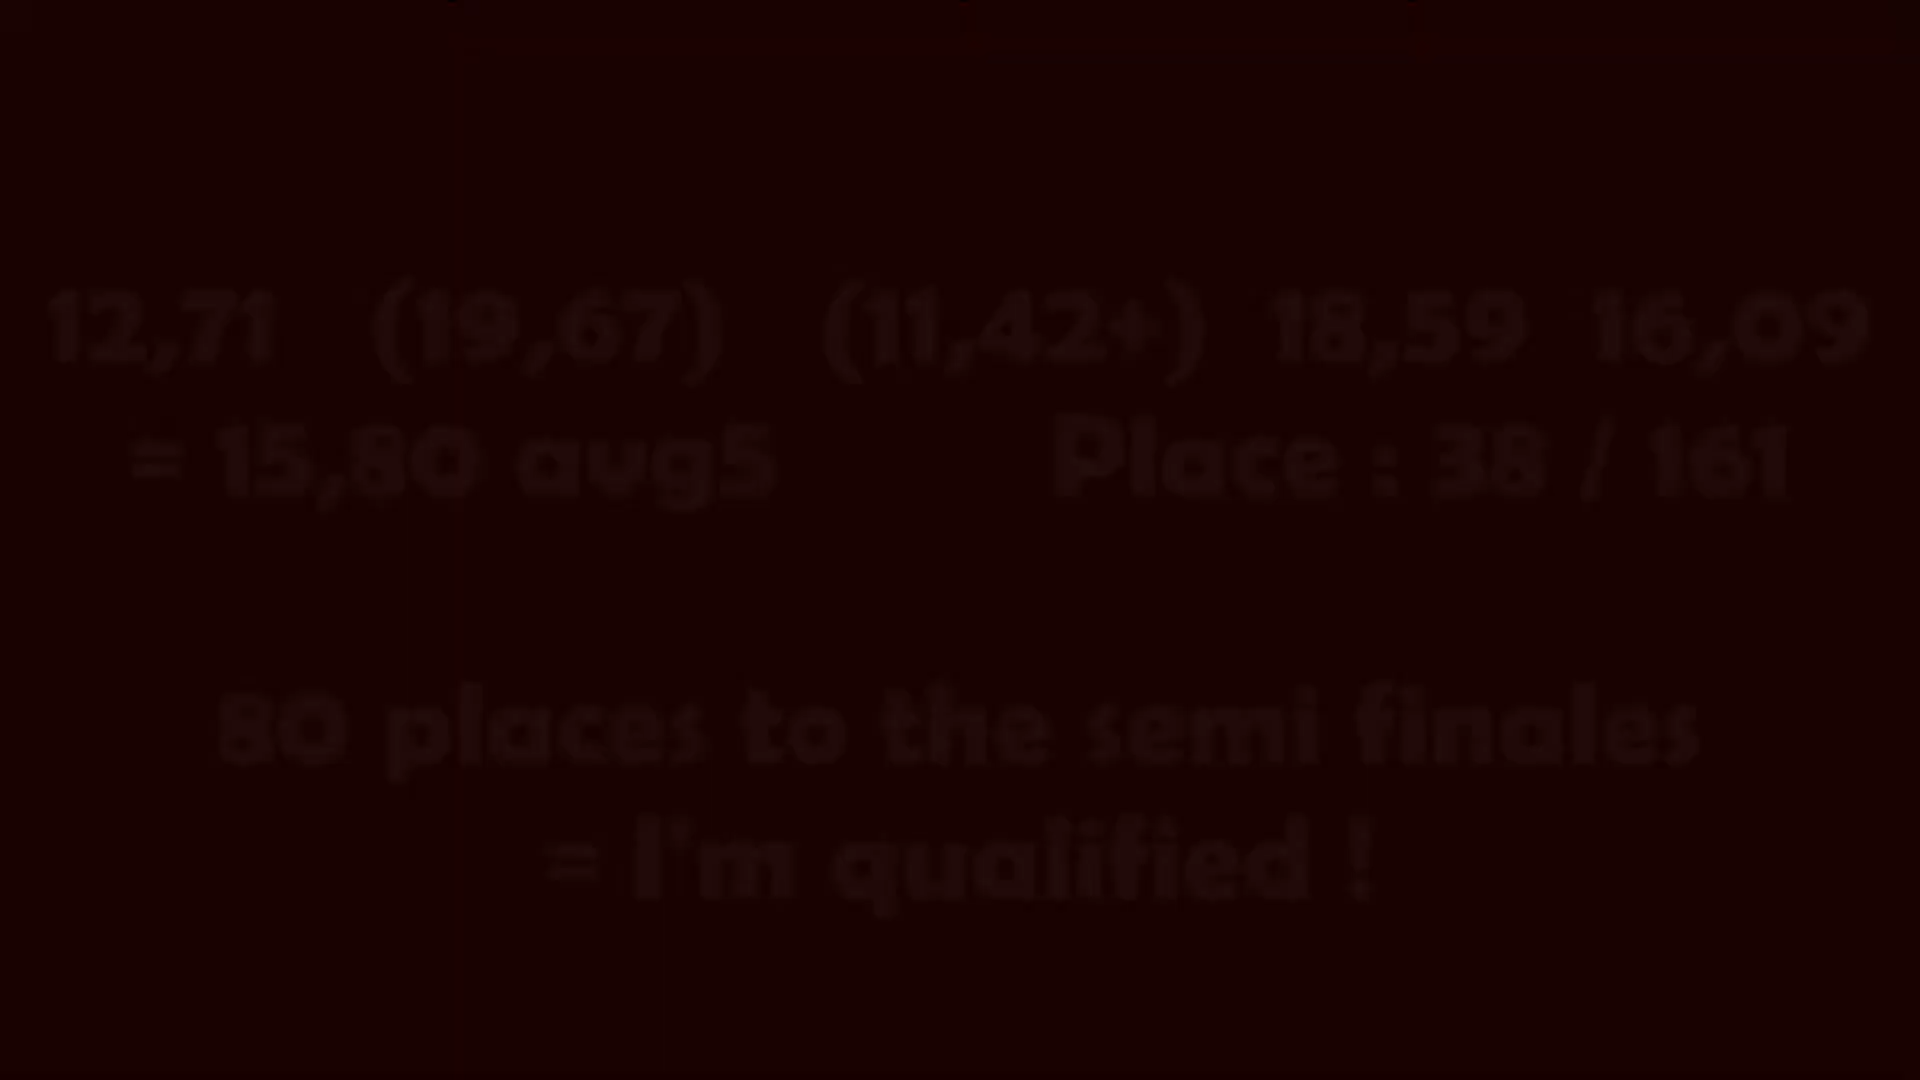 12,71 (19,67) (11,42+) 18,59 16,09
= 15,80 avg5 Place : 38 / 161
80 places to the semi finales
= I'm qualified !